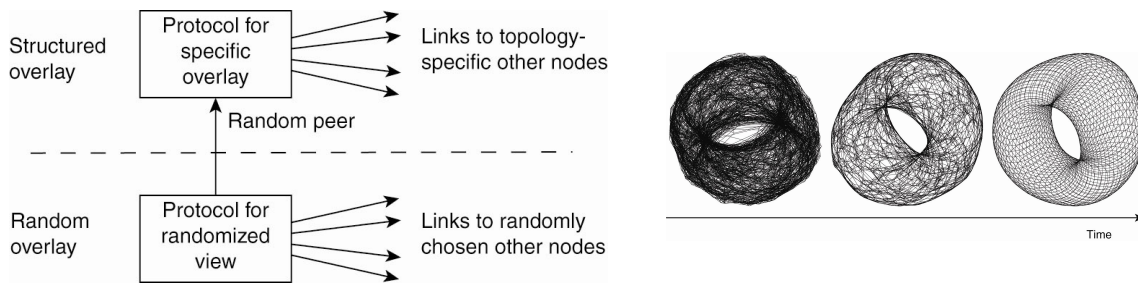 Structured
overlay
Protocol for
specific
overlay
Links to topology-
specific other nodes
Random peer
Random
overlay
Protocol for
randomized
view
Links to randomly
chosen other nodes
Time